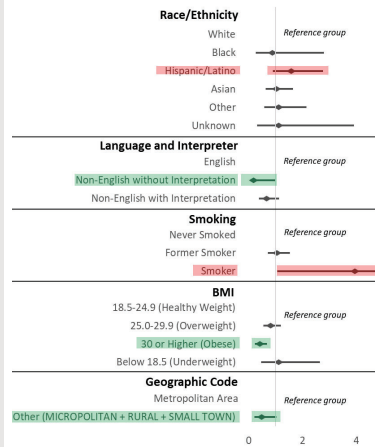 Race/Ethnicity
White Reference group
Black
Hispanic/Latino
Asian
Other
Unknown
Language and Interpreter
English Reference group
Non-English without Interpretation
Non-English with Interpretation
Smoking
Never Smoked Reference group
Former Smoker
Smoker
BMI
18.5-24.9 (Healthy Weight) Reference group
25.0-29.9 (Overweight)
30 or Higher (Obese)
Below 18.5 (Underweight)
Geographic Code
Metropolitan Area Reference group
Other (MICROPOLITAN + RURAL + SMALL TOWN)
0 2 4